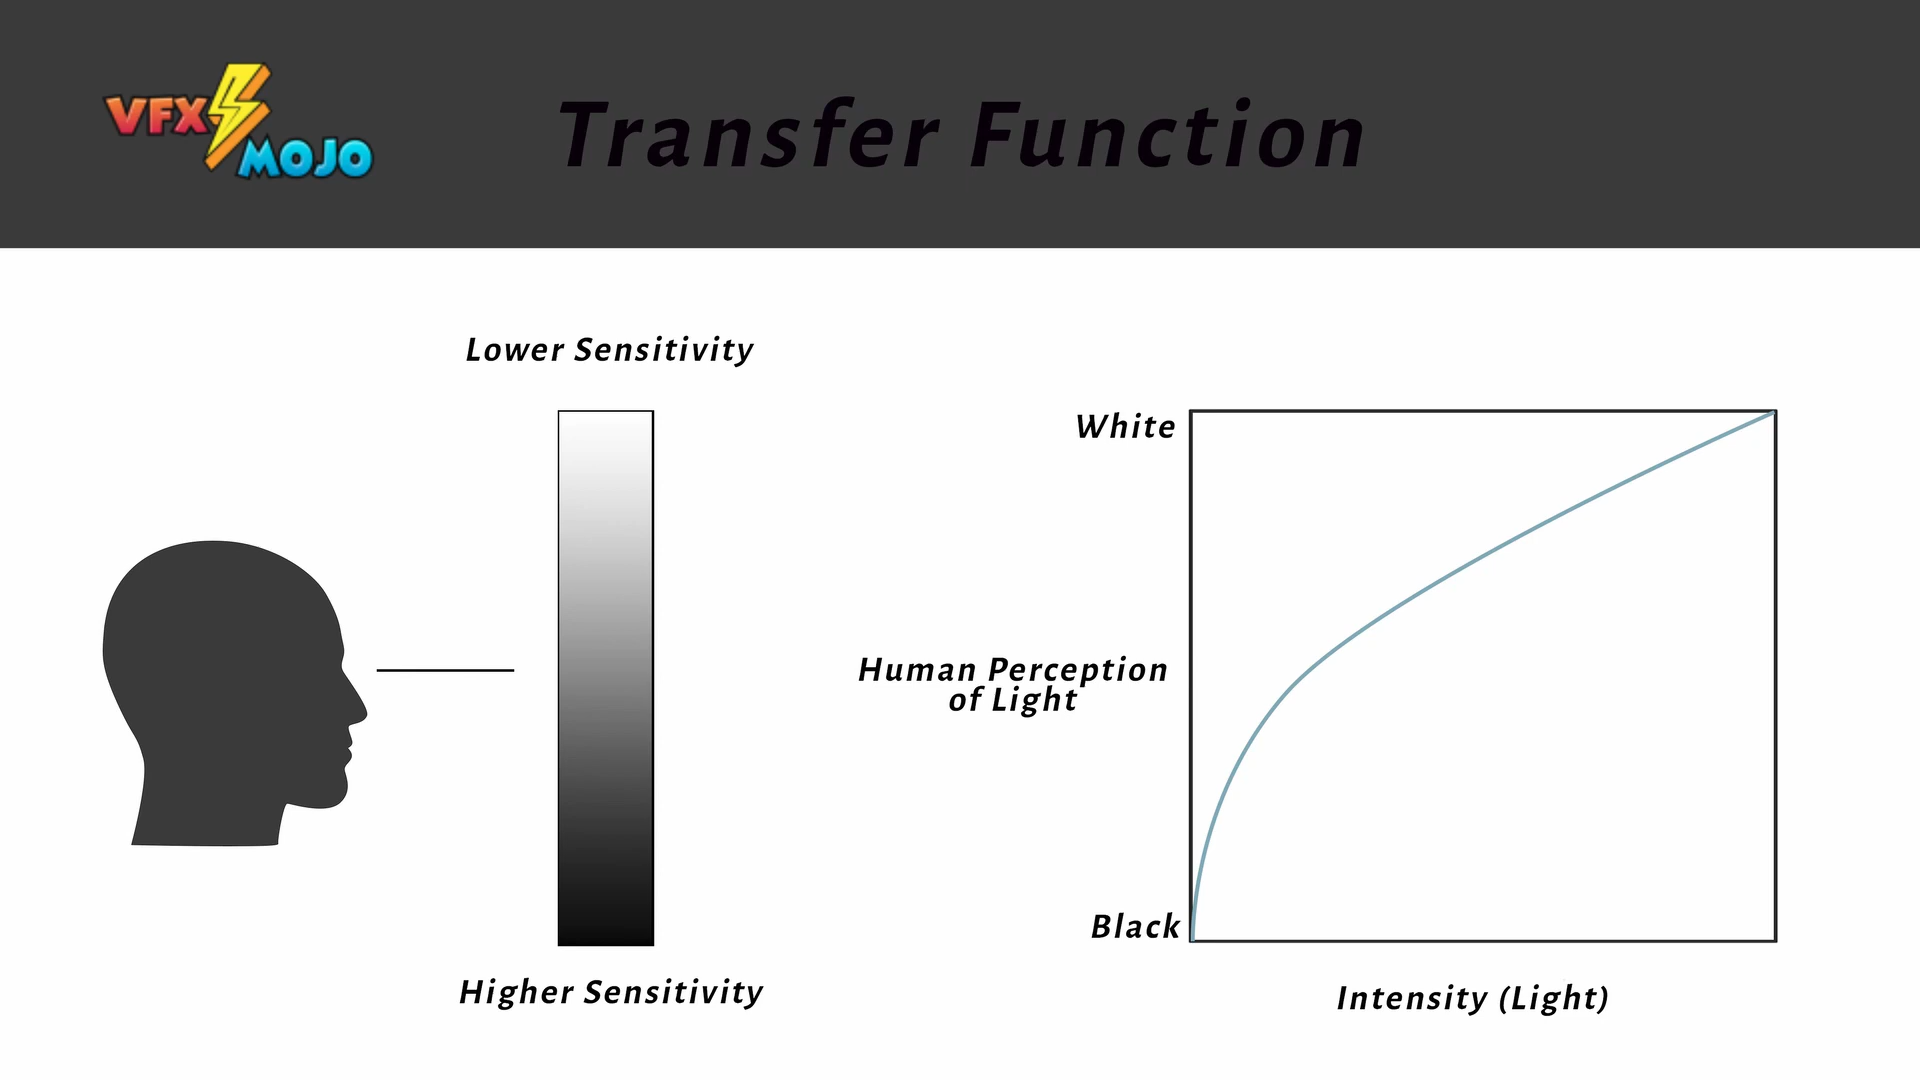 VFX
MOJO
Transfer Function
Lower Sensitivity
Higher Sensitivity
White
Human Perception
of Light
Black
Intensity (Light)